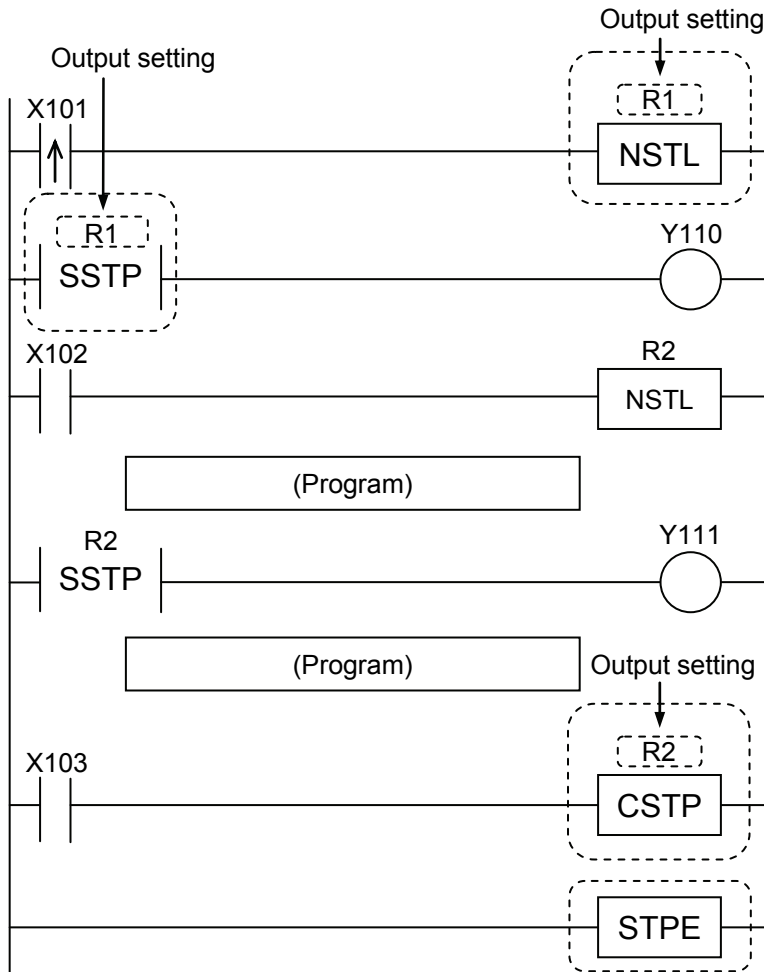 Output setting
Output setting
X101
R1
NSTL
R1
SSTP
Y110
X102
R2
NSTL
(Program)
R2
SSTP
Y111
(Program)
Output setting
X103
R2
CSTP
STPE